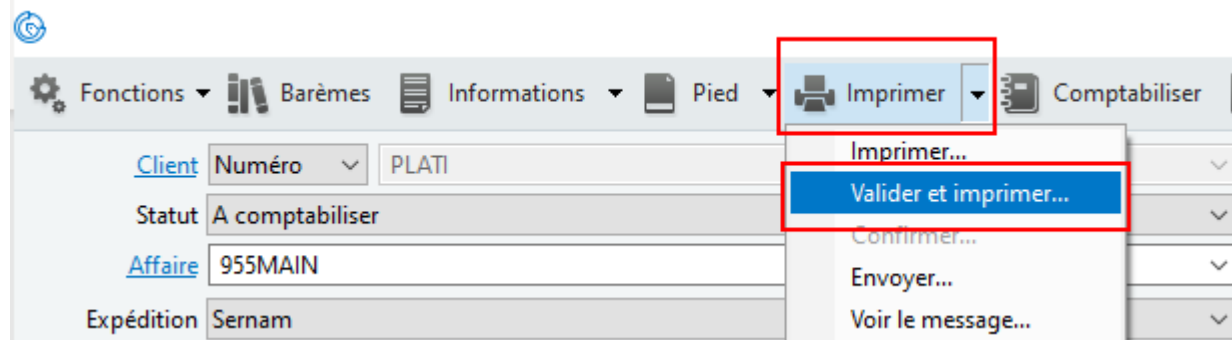 Fonctions Barèmes Informations Pied Imprimer Comptabiliser
Client Numéro PLATI Imprimer...
Statut A comptabiliser Valider et imprimer...
Confirmer...
Affaire 955MAIN Envoyer...
Expédition Sernam Voir le message...